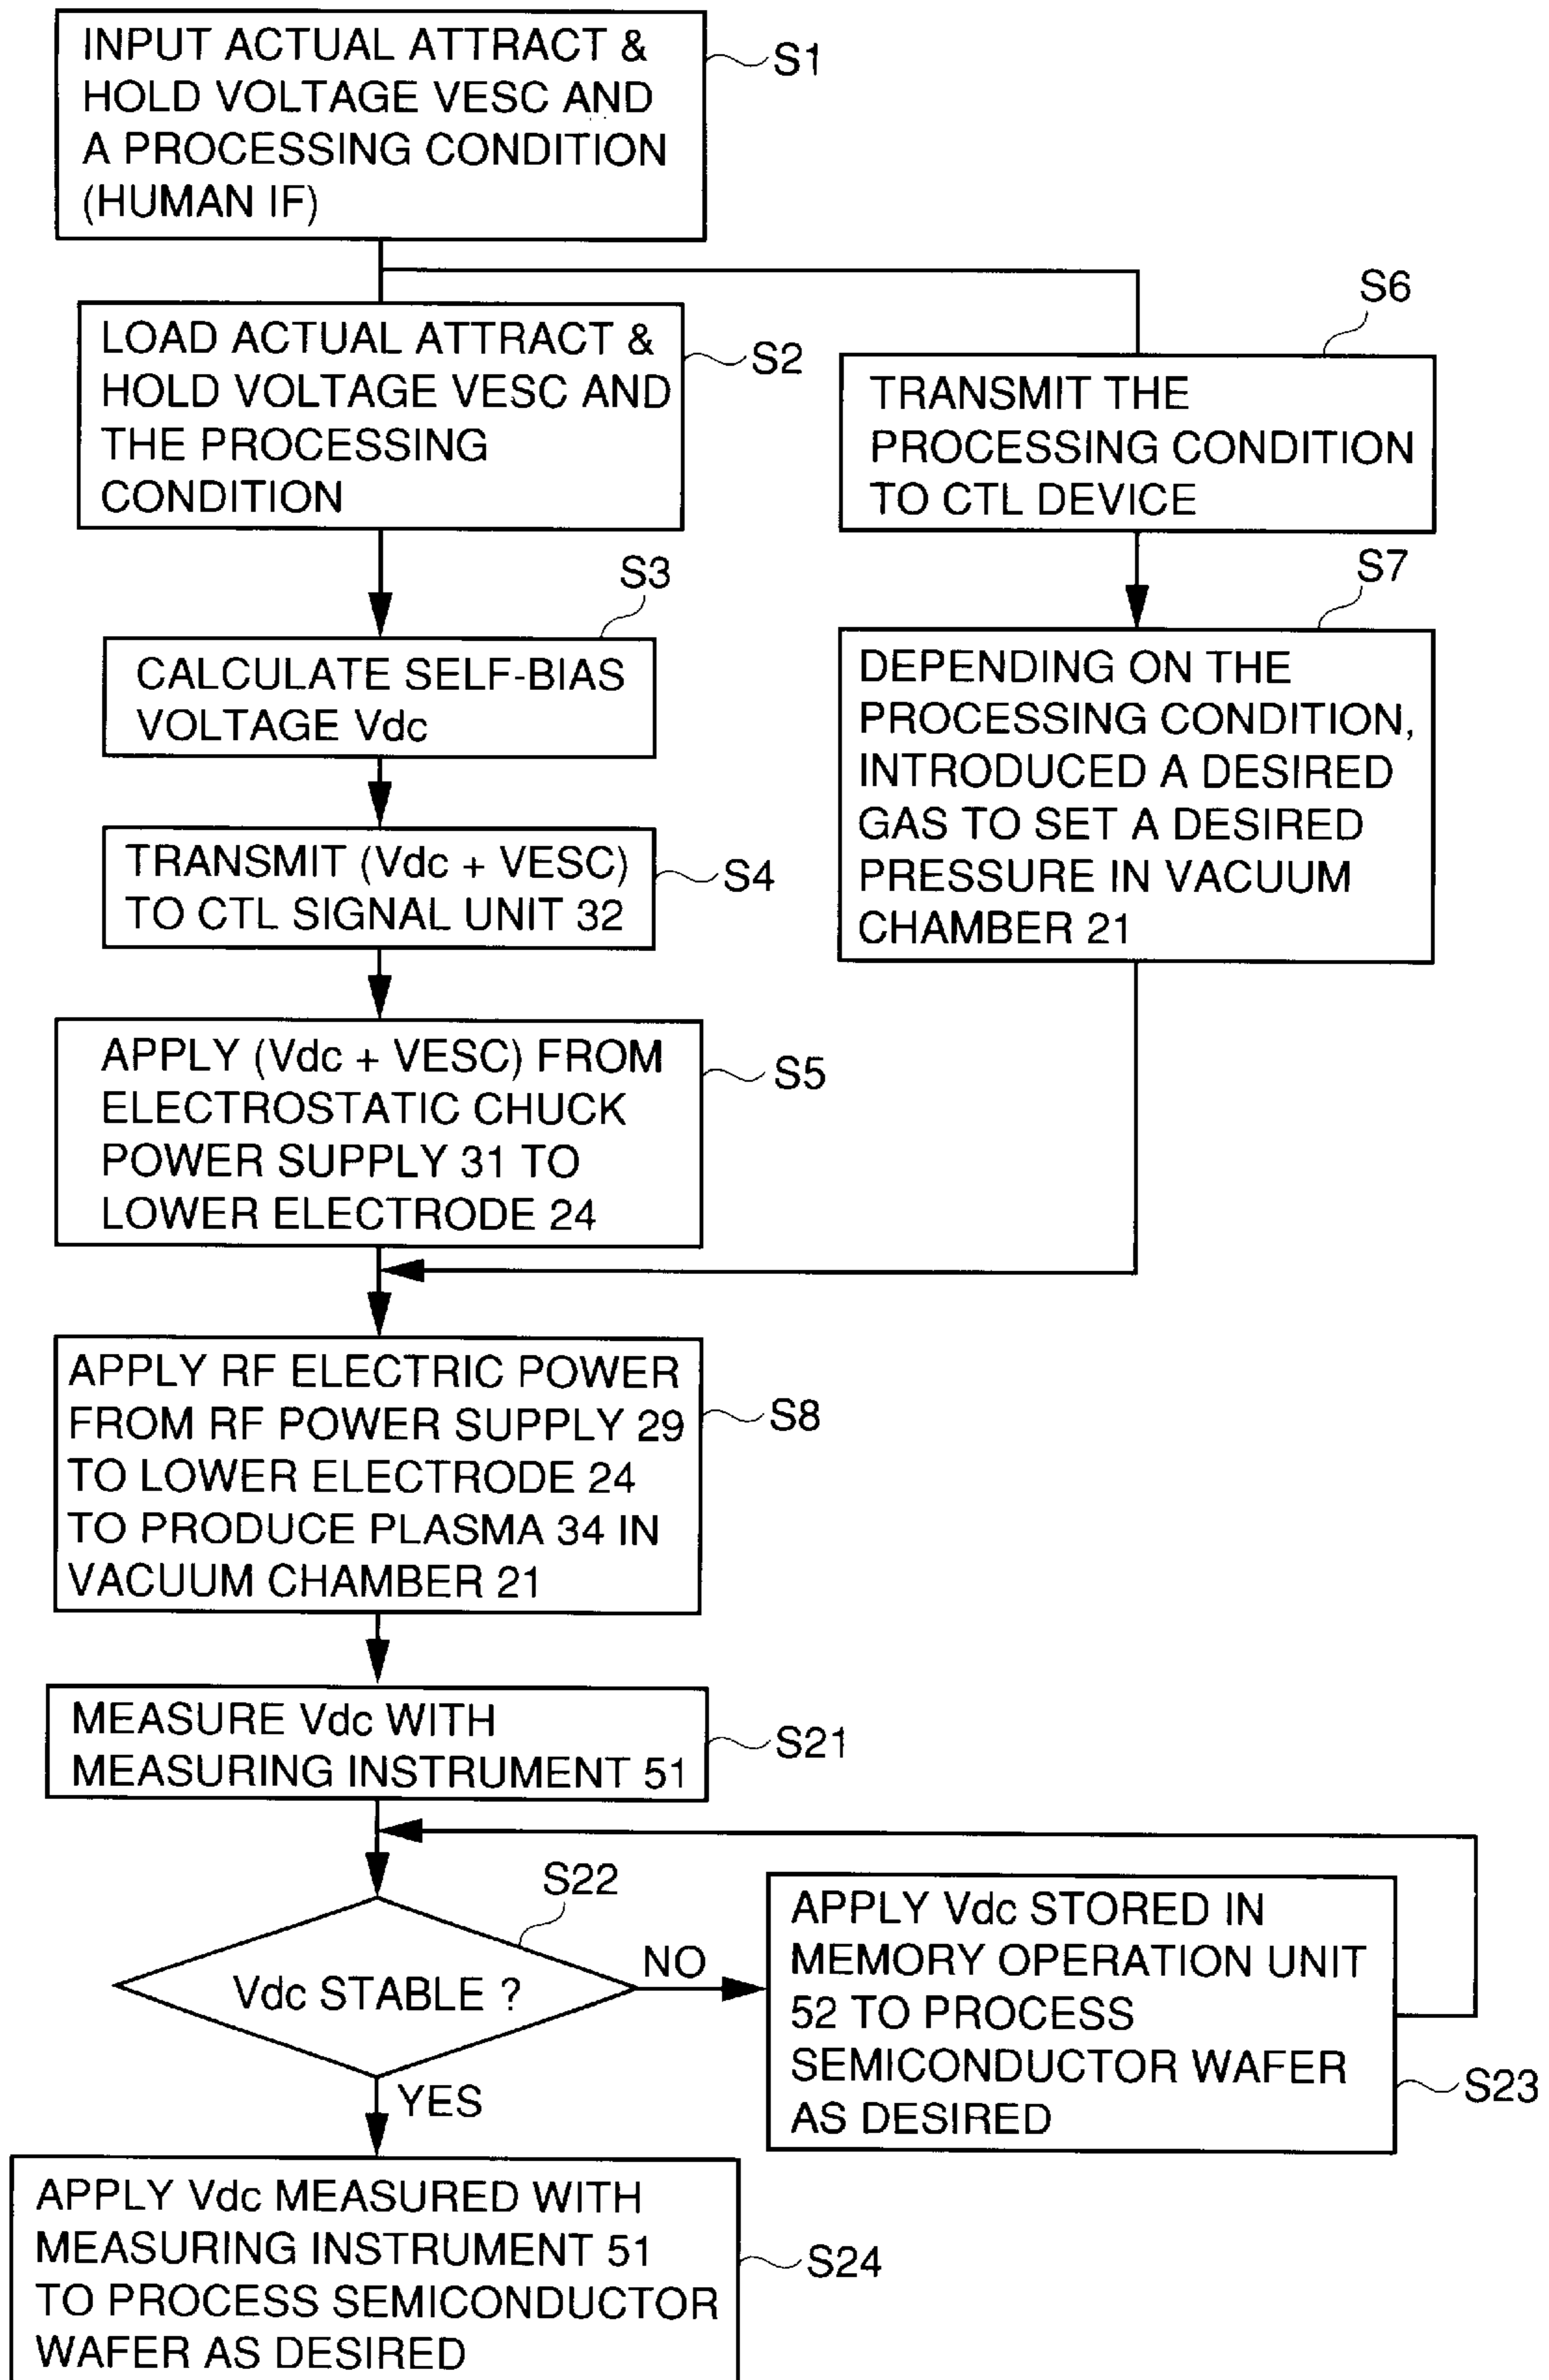 INPUT ACTUAL ATTRACT &
HOLD VOLTAGE VESC AND
A PROCESSING CONDITION
(HUMAN IF)
S1
LOAD ACTUAL ATTRACT &
HOLD VOLTAGE VESC AND
THE PROCESSING
CONDITION
S2
S6
TRANSMIT THE
PROCESSING CONDITION
TO CTL DEVICE
S3
CALCULATE SELF-BIAS
VOLTAGE Vdc
S7
DEPENDING ON THE
PROCESSING CONDITION,
INTRODUCED A DESIRED
GAS TO SET A DESIRED
PRESSURE IN VACUUM
CHAMBER 21
TRANSMIT (Vdc + VESC)
TO CTL SIGNAL UNIT 32
S4
APPLY (Vdc + VESC) FROM
ELECTROSTATIC CHUCK
POWER SUPPLY 31 TO
LOWER ELECTRODE 24
S5
APPLY RF ELECTRIC POWER
FROM RF POWER SUPPLY 29
TO LOWER ELECTRODE 24
TO PRODUCE PLASMA 34 IN
VACUUM CHAMBER 21
S8
MEASURE Vdc WITH
MEASURING INSTRUMENT 51
S21
S22
Vdc STABLE ?
NO
YES
APPLY Vdc STORED IN
MEMORY OPERATION UNIT
52 TO PROCESS
SEMICONDUCTOR WAFER
AS DESIRED
S23
APPLY Vdc MEASURED WITH
MEASURING INSTRUMENT 51
TO PROCESS SEMICONDUCTOR
WAFER AS DESIRED
S24